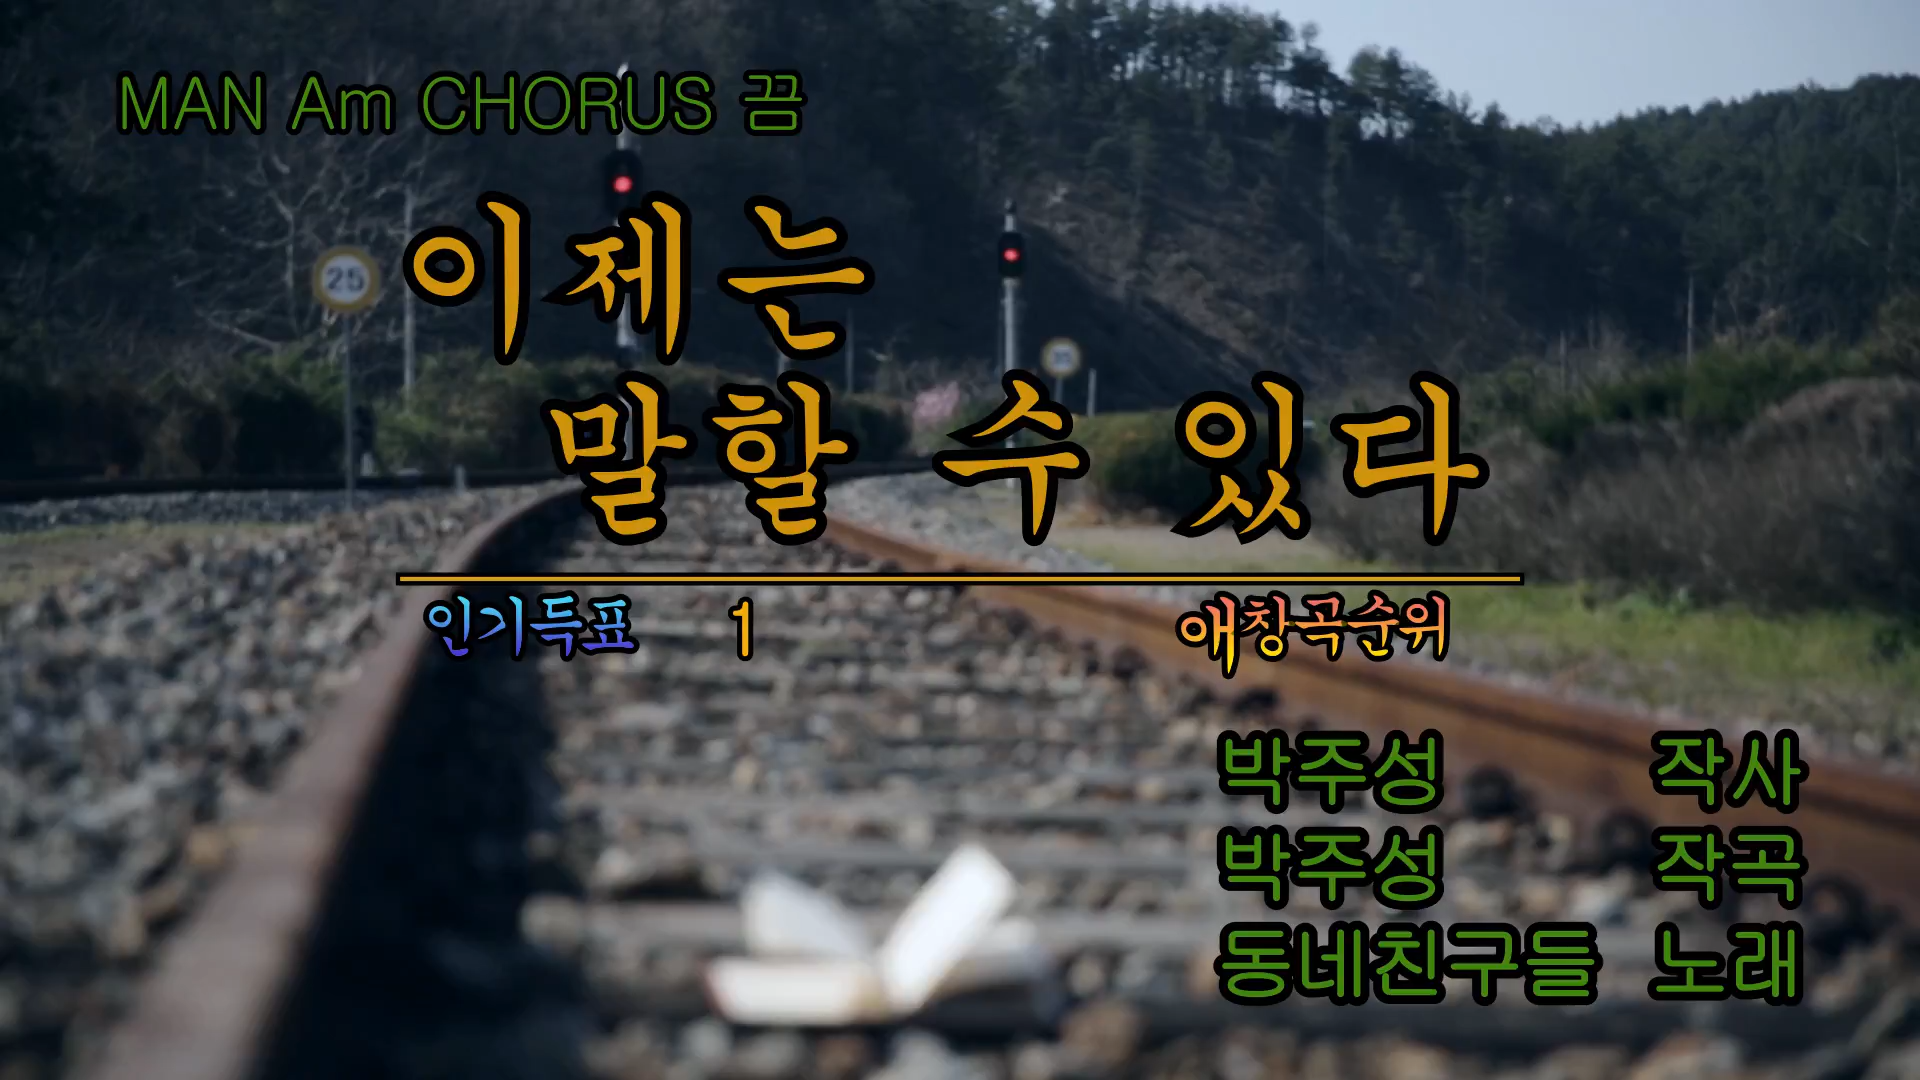 MAN Am CHORUS 끔
25
이제는
말할 수 있다
인기득표 1 애창곡순위
박주성 작사
박주성 작곡
동네친구들 노래